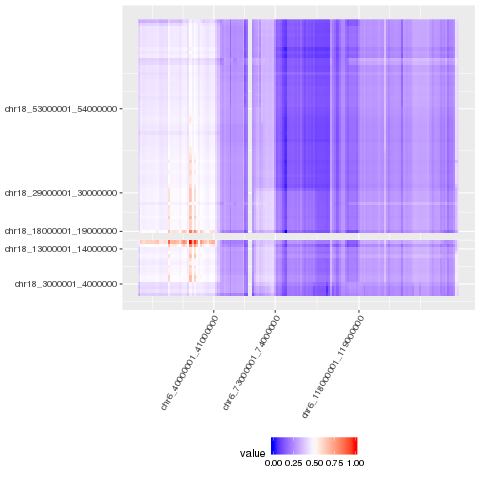 chr18_53000001_54000000
chr18_29000001_30000000
chr18_18000001_19000000
chr18_13000001_14000000
chr18_3000001_4000000
chr6_40000001_41000000
chr6_73000001_74000000
chr6_118000001_119000000
value
0.00 0.25 0.50 0.75 1.00